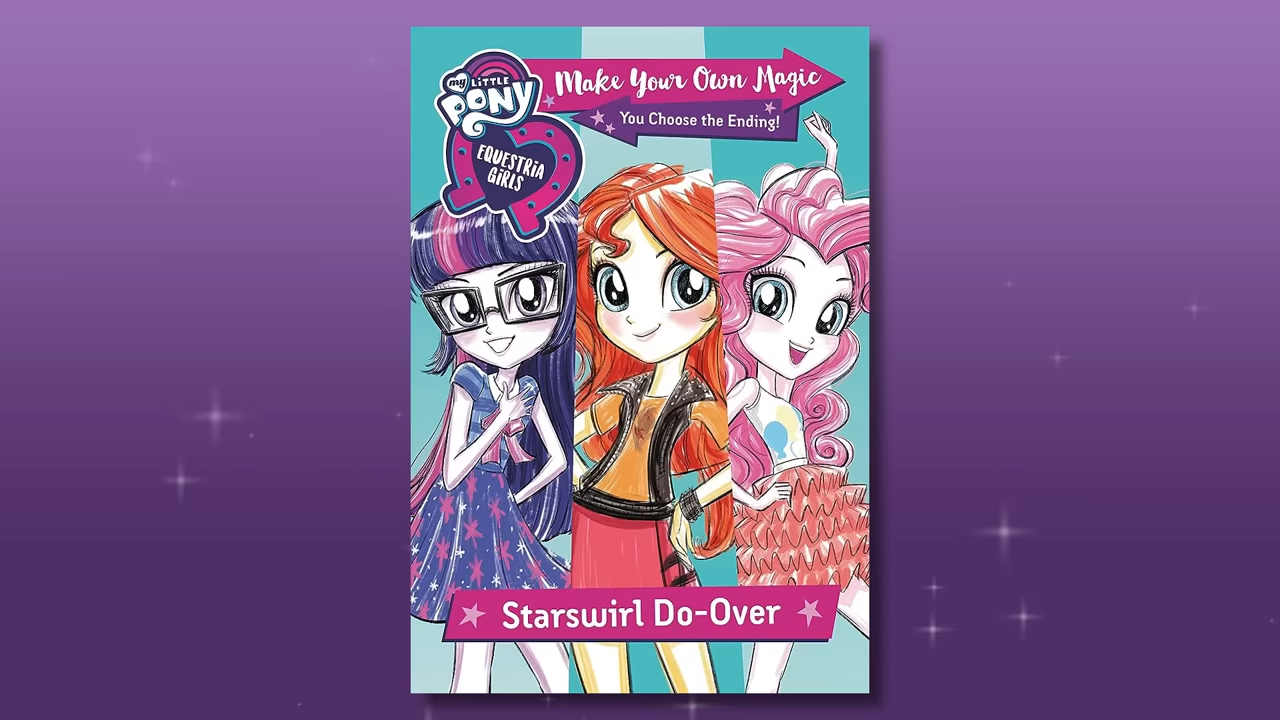 my LITTLE
PONY
EQUESTRIA
GiRLS
Make Your Own Magic
You Choose the Ending!
Starswirl Do-Over